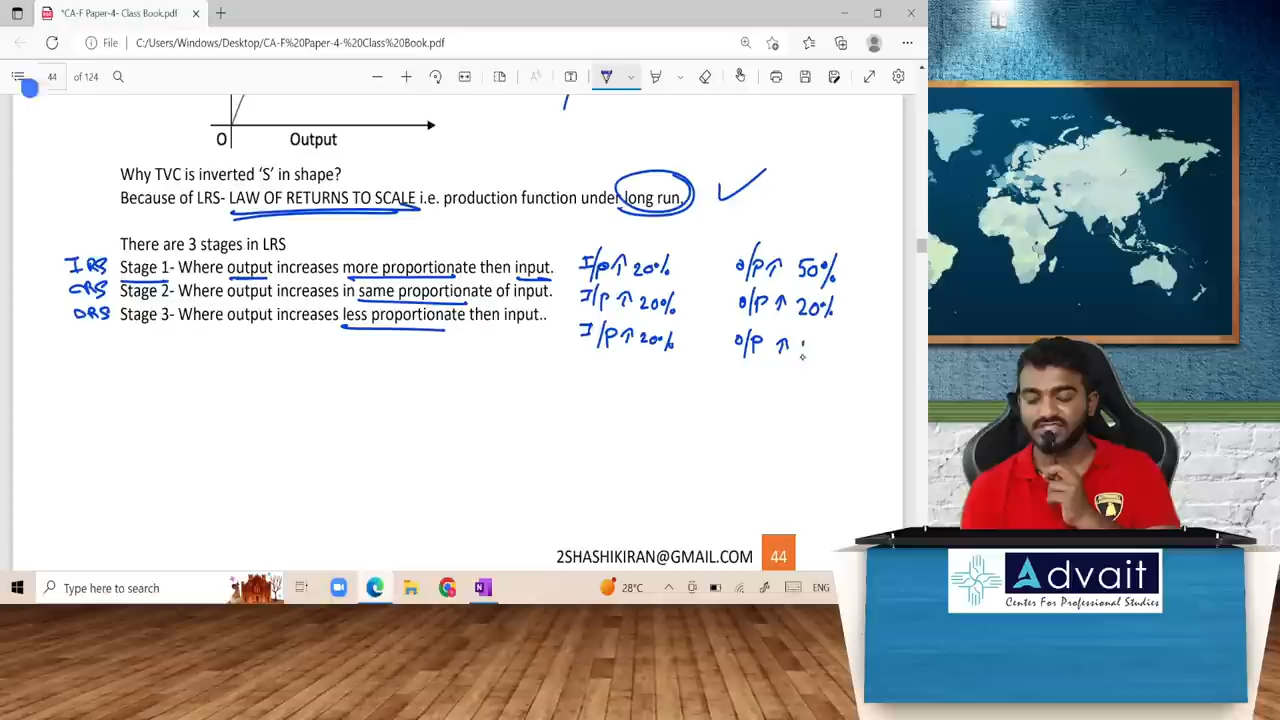 *CA-F Paper-4- Class Book.pdf
File C:/Users/Windows/Desktop/CA-F%20Paper-4-%20Class%20Book.pdf
44 of 124
O Output
Why TVC is inverted ‘S’ in shape?
Because of LRS- LAW OF RETURNS TO SCALE i.e. production function under long run.
There are 3 stages in LRS
IRS Stage 1- Where output increases more proportionate then input. I/P↑ 20% O/P↑ 50%
CRS Stage 2- Where output increases in same proportionate of input. I/P↑ 20% O/P↑ 20%
DRS Stage 3- Where output increases less proportionate then input.. I/P↑ 20% O/P↑
2SHASHIKIRAN@GMAIL.COM 44
Type here to search 28°C ENG
Advait
Center For Professional Studies